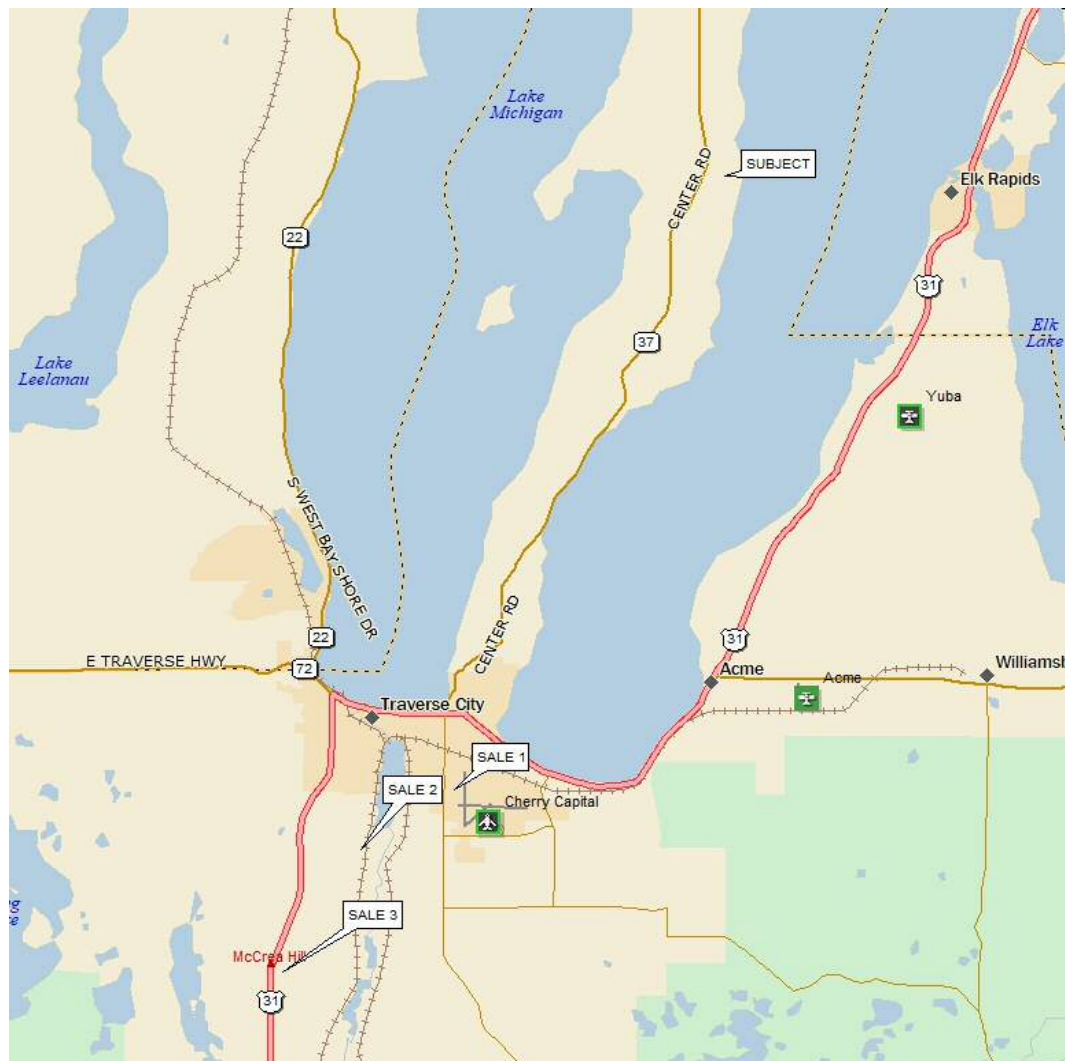 Lake
Michigan
CENTER RD
SUBJECT
Elk Rapids
22
31
Elk
Lake
37
Lake
Leelanau
Yuba
S WEST BAY SHORE DR
CENTER RD
22
31
E TRAVERSE HWY
72
Acme
Acme
Williamsb
Traverse City
SALE 1
SALE 2
Cherry Capital
SALE 3
McCrea Hill
31